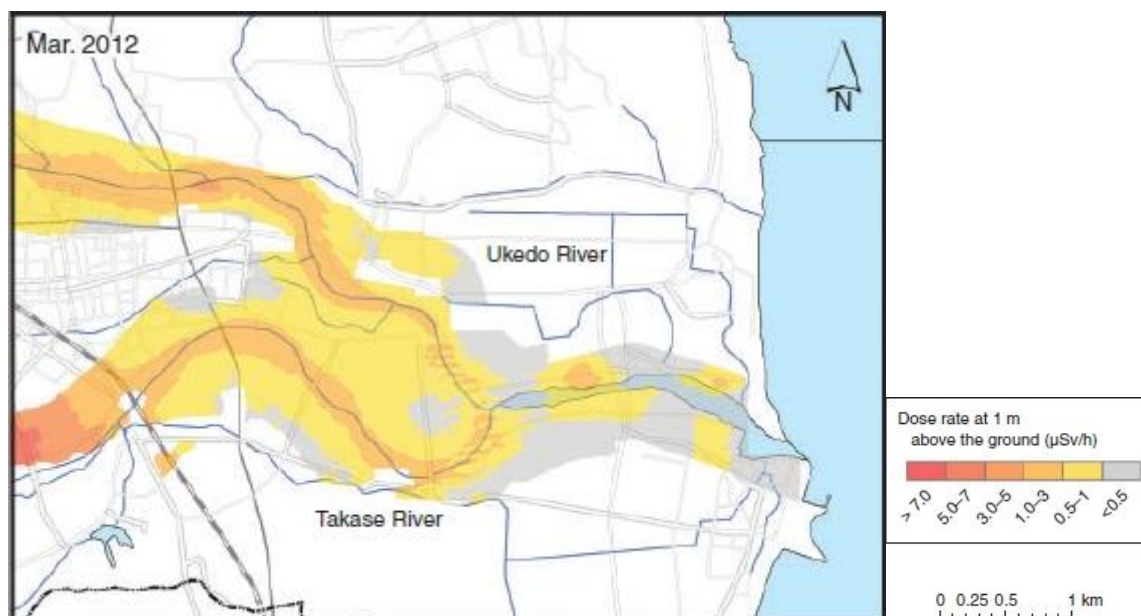 Mar. 2012
N
Ukedo River
Takase River
Dose rate at 1 m
above the ground (µSv/h)
> 7.0
5.0–7
3.0–5
1.0–3
0.5–1
<0.5
0 0.25 0.5 1 km